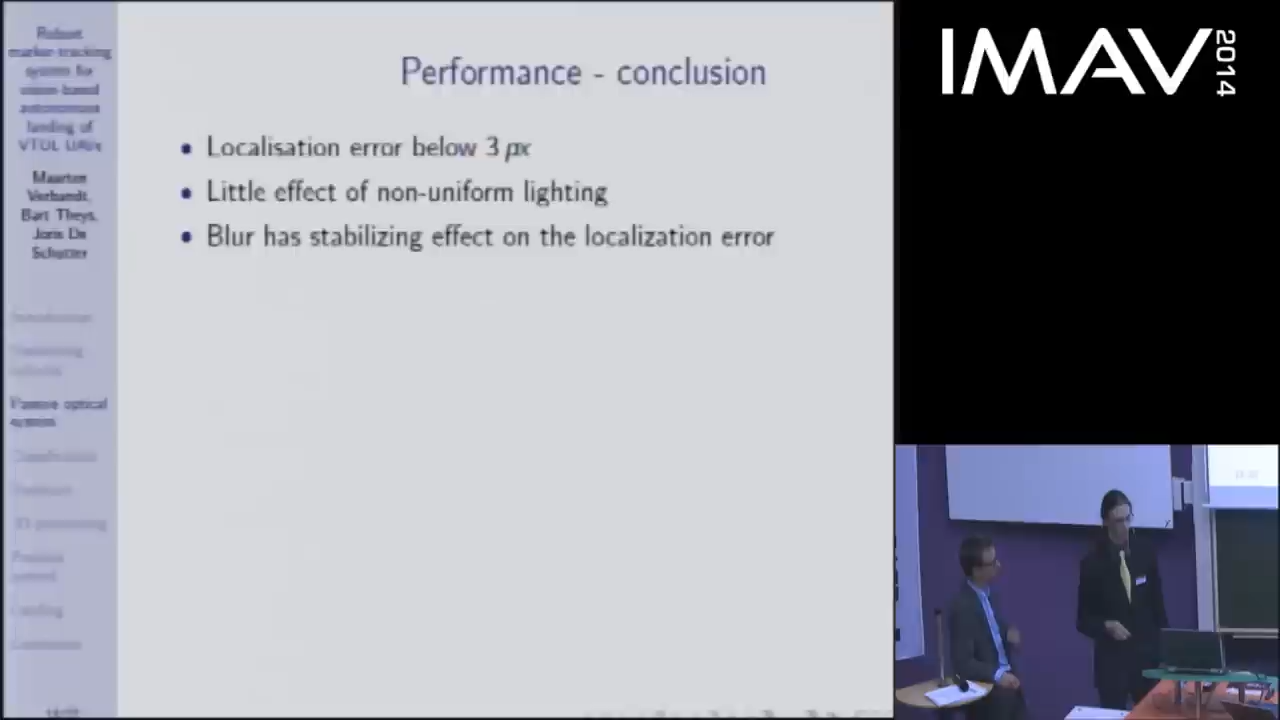 Robust
marker-tracking
system for
vision-based
autonomous
landing of
VTOL UAVs
Maarten
Verbandt,
Bart Theys,
Joris De
Schutter
Introduction
Passive optical
system
Landing
Performance - conclusion
• Localisation error below 3 px
• Little effect of non-uniform lighting
• Blur has stabilizing effect on the localization error
IMAV
2014